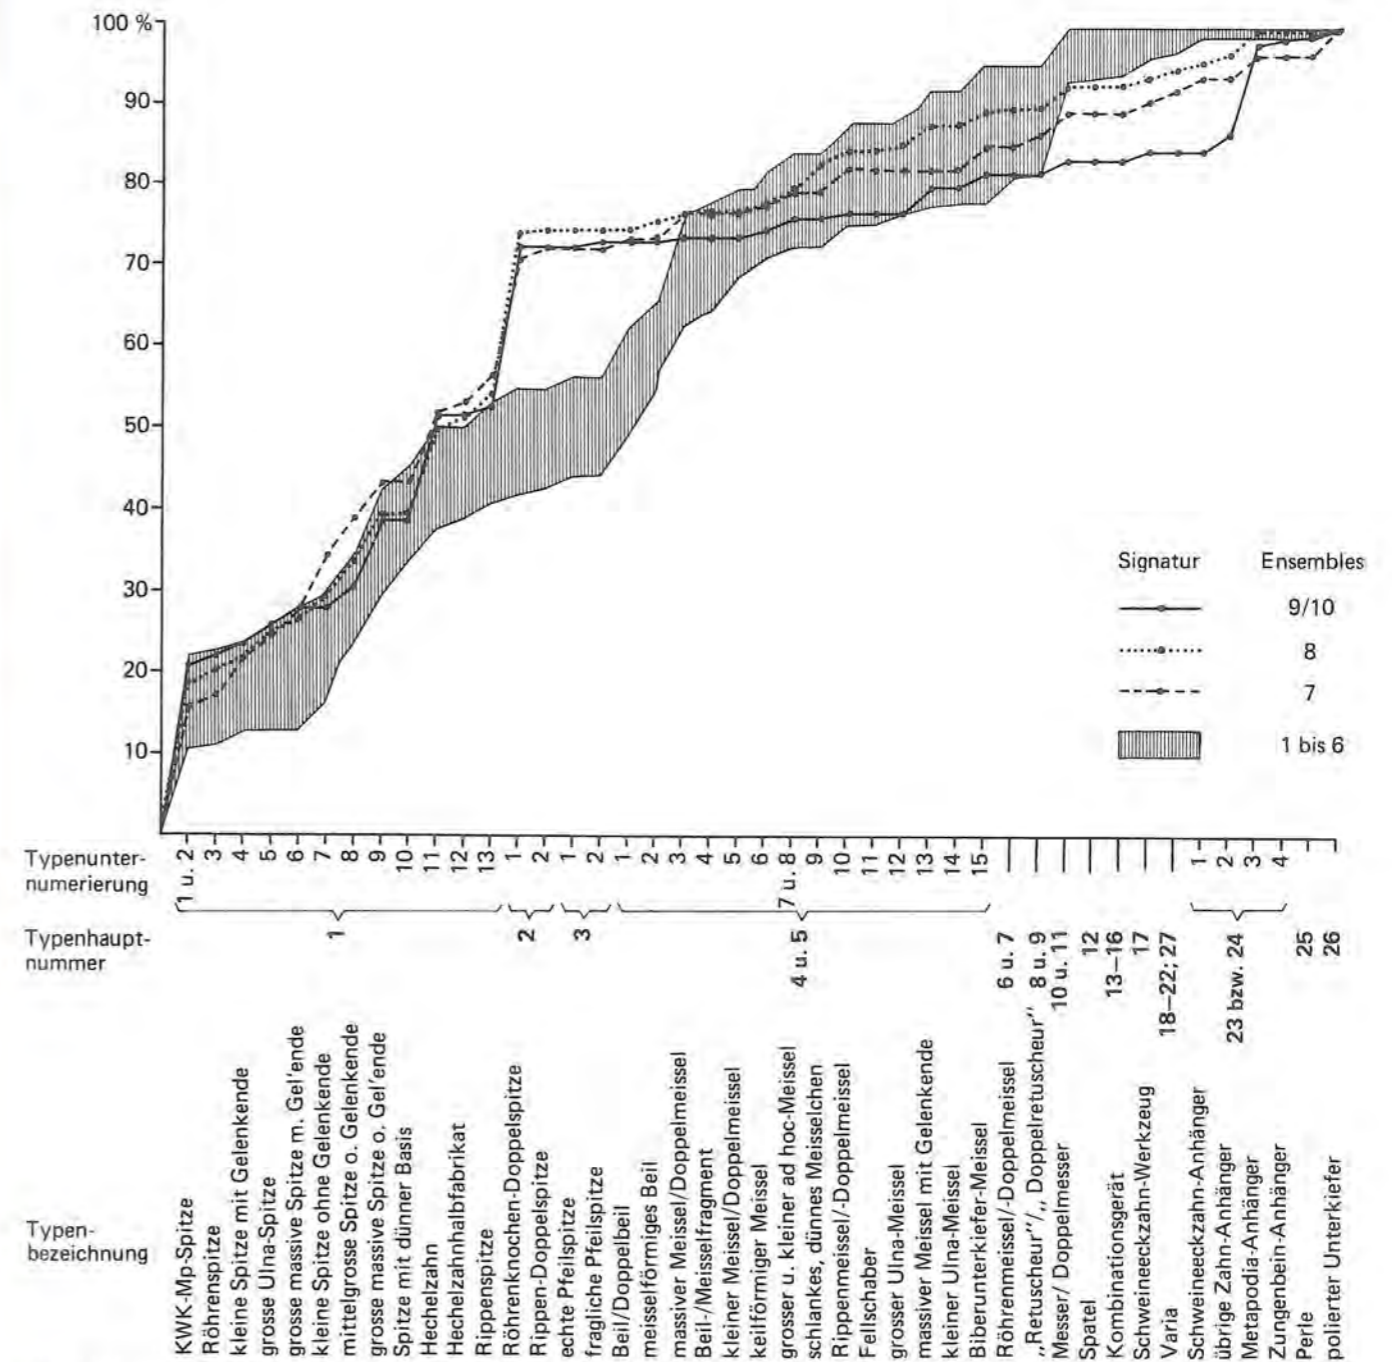 100 %
90
80
70
60
50
40
30
20
10
Signatur Ensembles
9/10
8
7
1 bis 6
Typenunter-
numerierung
1 u. 2 3 4 5 6 7 8 9 10 11 12 13 1 2 1 2 1 2 3 4 5 6 7 u. 8 9 10 11 12 13 14 15 1 2 3 4
Typenhaupt-
nummer
1 2 3 4 u. 5 6 u. 7 8 u. 9 10 u. 11 12 13–16 17 18–22; 27 23 bzw. 24 25 26
Typen-
bezeichnung
KWK-Mp-Spitze
Röhrenspitze
kleine Spitze mit Gelenkende
grosse Ulna-Spitze
grosse massive Spitze m. Gel'ende
kleine Spitze ohne Gelenkende
mittelgrosse Spitze o. Gelenkende
grosse massive Spitze o. Gel'ende
Spitze mit dünner Basis
Hechelzahn
Hechelzahnhalbfabrikat
Rippenspitze
Röhrenknochen-Doppelspitze
Rippen-Doppelspitze
echte Pfeilspitze
fragliche Pfeilspitze
Beil/Doppelbeil
meisselförmiges Beil
massiver Meissel/Doppelmeissel
Beil-/Meisselfragment
kleiner Meissel/Doppelmeissel
keilförmiger Meissel
grosser u. kleiner ad hoc-Meissel
schlankes, dünnes Meisselchen
Rippenmeissel/-Doppelmeissel
Fellschaber
grosser Ulna-Meissel
massiver Meissel mit Gelenkende
kleiner Ulna-Meissel
Biberunterkiefer-Meissel
Röhrenmeissel/-Doppelmeissel
„Retuscheur"/„ Doppelretuscheur"
Messer/ Doppelmesser
Spatel
Kombinationsgerät
Schweineckzahn-Werkzeug
Varia
Schweineckzahn-Anhänger
übrige Zahn-Anhänger
Metapodia-Anhänger
Zungenbein-Anhänger
Perle
polierter Unterkiefer